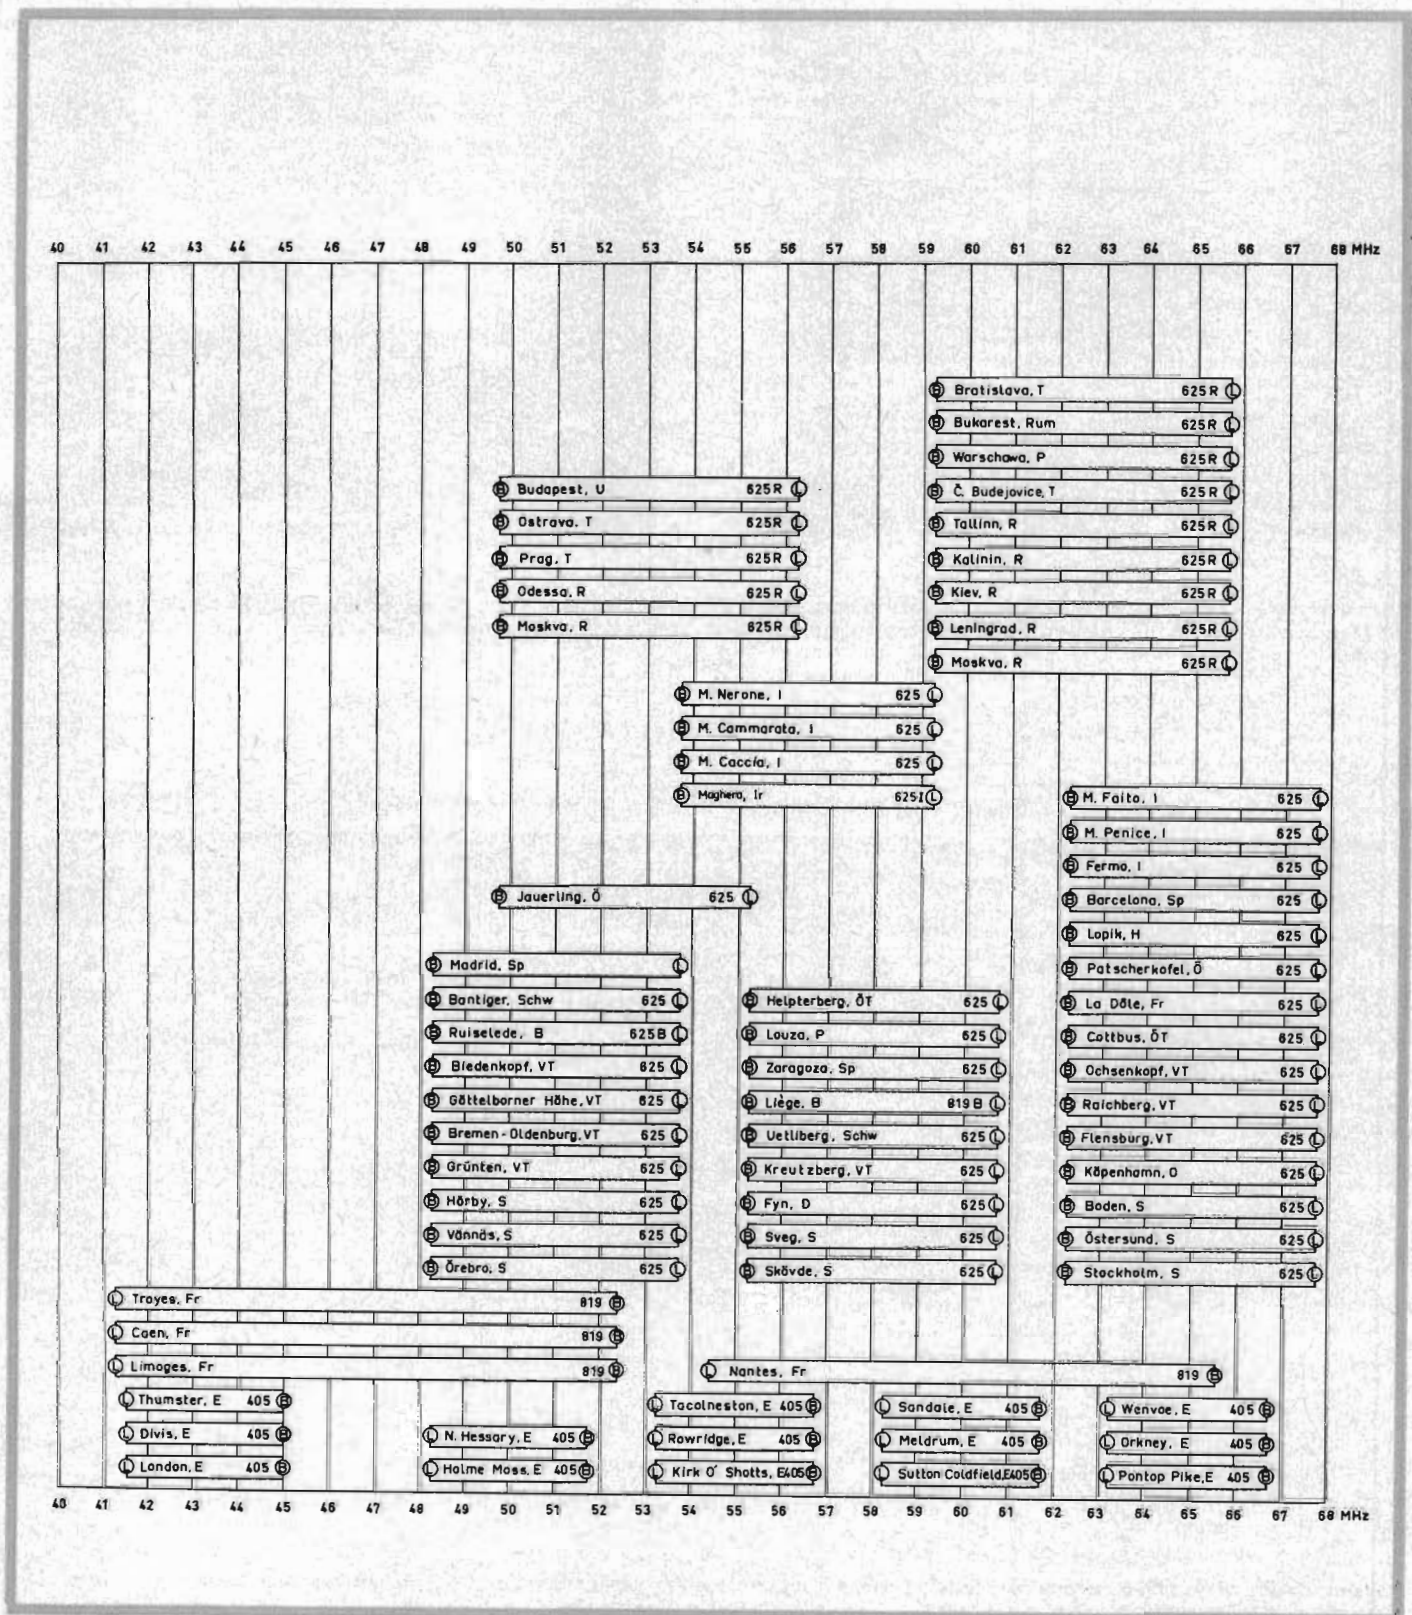 40 41 42 43 44 45 46 47 48 49 50 51 52 53 54 55 56 57 58 59 60 61 62 63 64 65 66 67 68 MHz
B Bratislava, T 625R L
B Bukarest, Rum 625R L
B Warschawa, P 625R L
B Budapest, U 625R L
B Č. Budejovice, T 625R L
B Ostrava, T 625R L
B Tallinn, R 625R L
B Prag, T 625R L
B Kalinin, R 625R L
B Odessa, R 625R L
B Kiev, R 625R L
B Moskva, R 625R L
B Leningrad, R 625R L
B Moskva, R 625R L
B M. Nerone, I 625 L
B M. Cammarata, I 625 L
B M. Caccia, I 625 L
B Maghera, Ir 625I L
B M. Faito, I 625 L
B M. Penice, I 625 L
B Fermo, I 625 L
B Jauerling, Ö 625 L
B Barcelona, Sp 625 L
B Lopik, H 625 L
B Madrid, Sp L
B Patscherkofel, Ö 625 L
B Bantiger, Schw 625 L
B Helpterberg, ÖT 625 L
B La Dôle, Fr 625 L
B Ruiselede, B 625B L
B Louza, P 625 L
B Cottbus, ÖT 625 L
B Biedenkopf, VT 625 L
B Zaragoza, Sp 625 L
B Ochsenkopf, VT 625 L
B Göttelborner Höhe, VT 625 L
B Liège, B 819B L
B Raichberg, VT 625 L
B Bremen-Oldenburg, VT 625 L
B Uetliberg, Schw 625 L
B Flensburg, VT 625 L
B Grünten, VT 625 L
B Kreutzberg, VT 625 L
B Köpenhamn, D 625 L
B Hörby, S 625 L
B Fyn, D 625 L
B Boden, S 625 L
B Vännäs, S 625 L
B Sveg, S 625 L
B Östersund, S 625 L
B Örebro, S 625 L
B Skövde, S 625 L
B Stockholm, S 625 L
L Troyes, Fr 819 B
L Caen, Fr 819 B
L Limoges, Fr 819 B
L Nantes, Fr 819 B
L Thumster, E 405 B
L Tacolneston, E 405 B
L Sandale, E 405 B
L Wenvoe, E 405 B
L Divis, E 405 B
L N. Hessary, E 405 B
L Rowridge, E 405 B
L Meldrum, E 405 B
L Orkney, E 405 B
L London, E 405 B
L Holme Moss, E 405 B
L Kirk O' Shotts, E405 B
L Sutton Coldfield, E405 B
L Pontop Pike, E 405 B
40 41 42 43 44 45 46 47 48 49 50 51 52 53 54 55 56 57 58 59 60 61 62 63 64 65 66 67 68 MHz